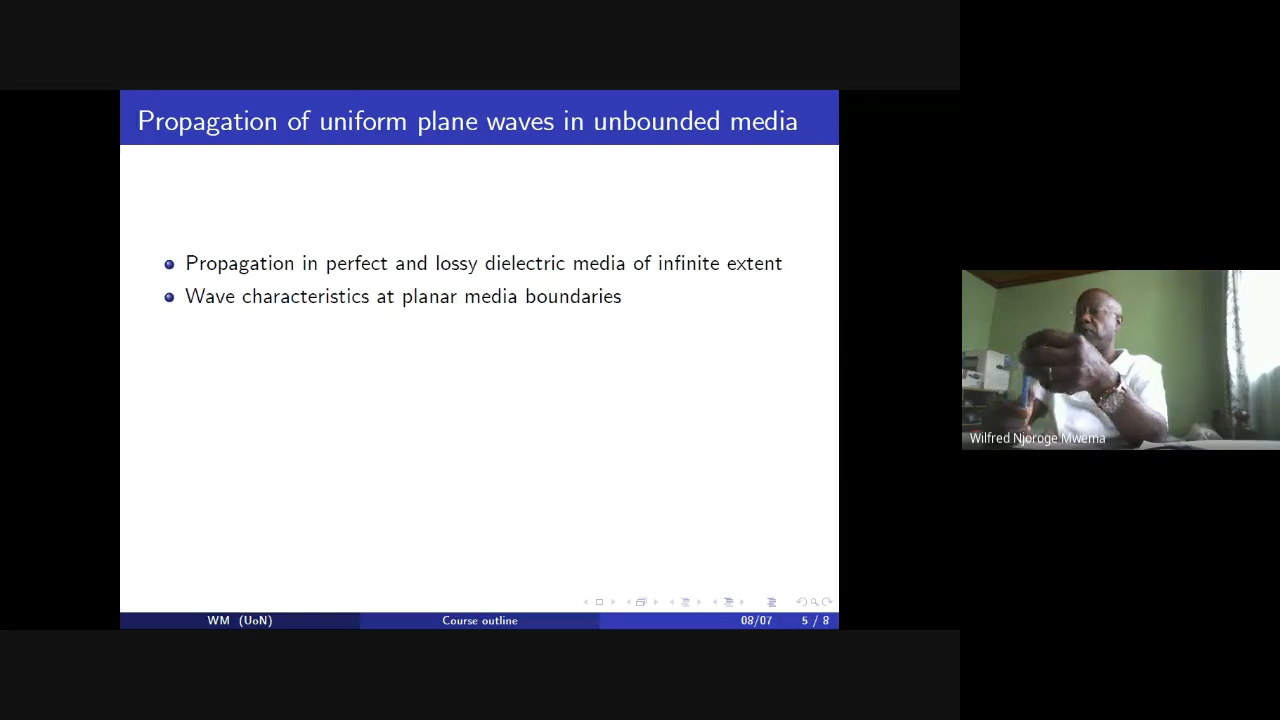 Propagation of uniform plane waves in unbounded media
Propagation in perfect and lossy dielectric media of infinite extent
Wave characteristics at planar media boundaries
WM (UoN)
Course outline
08/07
5 / 8
Wilfred Njoroge Mwema